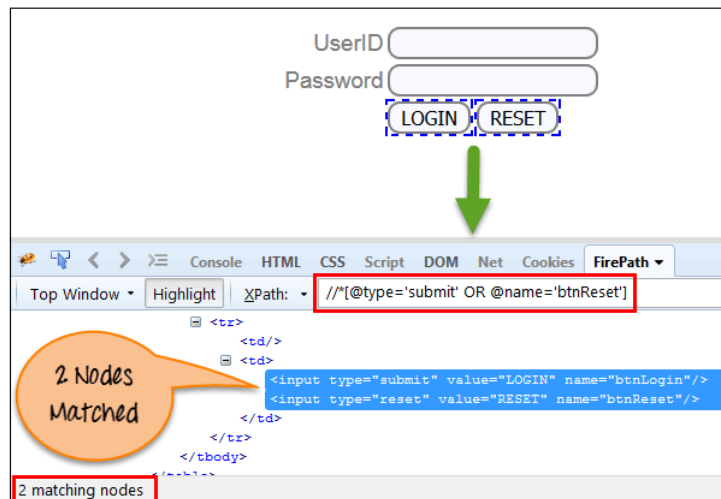 UserID
Password
LOGIN RESET
Console HTML CSS Script DOM Net Cookies FirePath
Top Window Highlight XPath: //*[@type='submit' OR @name='btnReset']
<tr>
<td/>
<td>
<input type="submit" value="LOGIN" name="btnLogin"/>
<input type="reset" value="RESET" name="btnReset"/>
</td>
</tr>
</tbody>
2 Nodes
Matched
2 matching nodes